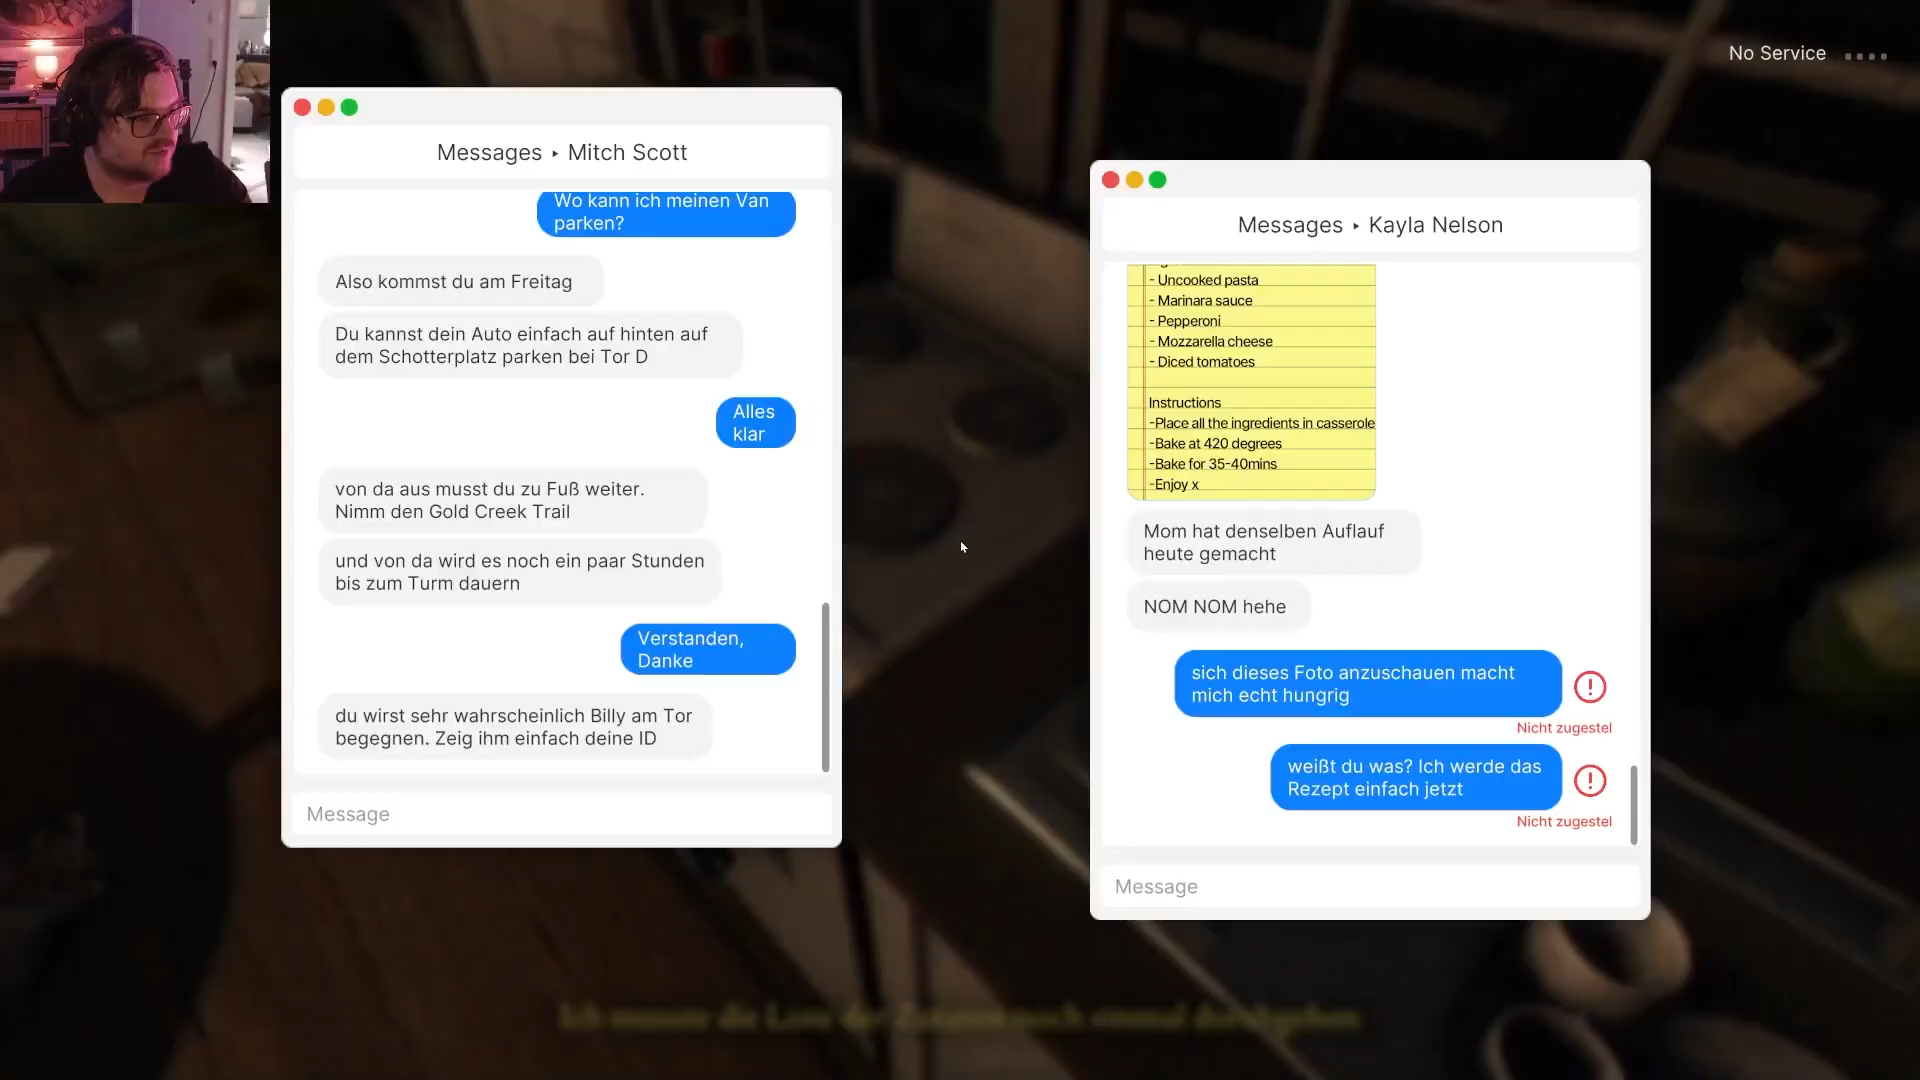 No Service
Messages ▸ Mitch Scott
Wo kann ich meinen Van
parken?
Also kommst du am Freitag
Du kannst dein Auto einfach auf hinten auf
dem Schotterplatz parken bei Tor D
Alles
klar
von da aus musst du zu Fuß weiter.
Nimm den Gold Creek Trail
und von da wird es noch ein paar Stunden
bis zum Turm dauern
Verstanden,
Danke
du wirst sehr wahrscheinlich Billy am Tor
begegnen. Zeig ihm einfach deine ID
Message
Messages ▸ Kayla Nelson
- Uncooked pasta
- Marinara sauce
- Pepperoni
- Mozzarella cheese
- Diced tomatoes
Instructions
-Place all the ingredients in casserole
-Bake at 420 degrees
-Bake for 35-40mins
-Enjoy x
Mom hat denselben Auflauf
heute gemacht
NOM NOM hehe
sich dieses Foto anzuschauen macht
mich echt hungrig
Nicht zugestel
weißt du was? Ich werde das
Rezept einfach jetzt
Nicht zugestel
Message